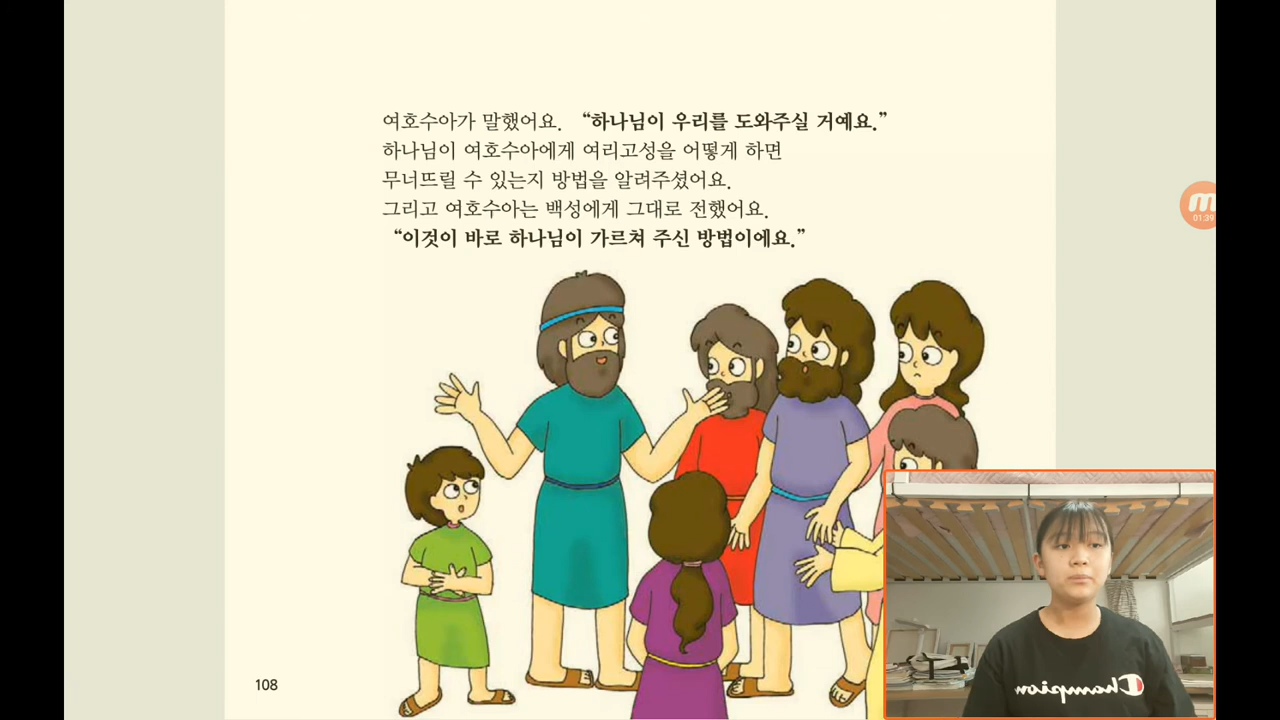 여호수아가 말했어요. “하나님이 우리를 도와주실 거예요.”
하나님이 여호수아에게 여리고성을 어떻게 하면
무너뜨릴 수 있는지 방법을 알려주셨어요.
그리고 여호수아는 백성에게 그대로 전했어요.
“이것이 바로 하나님이 가르쳐 주신 방법이에요.”
m
01:39
Champion
108